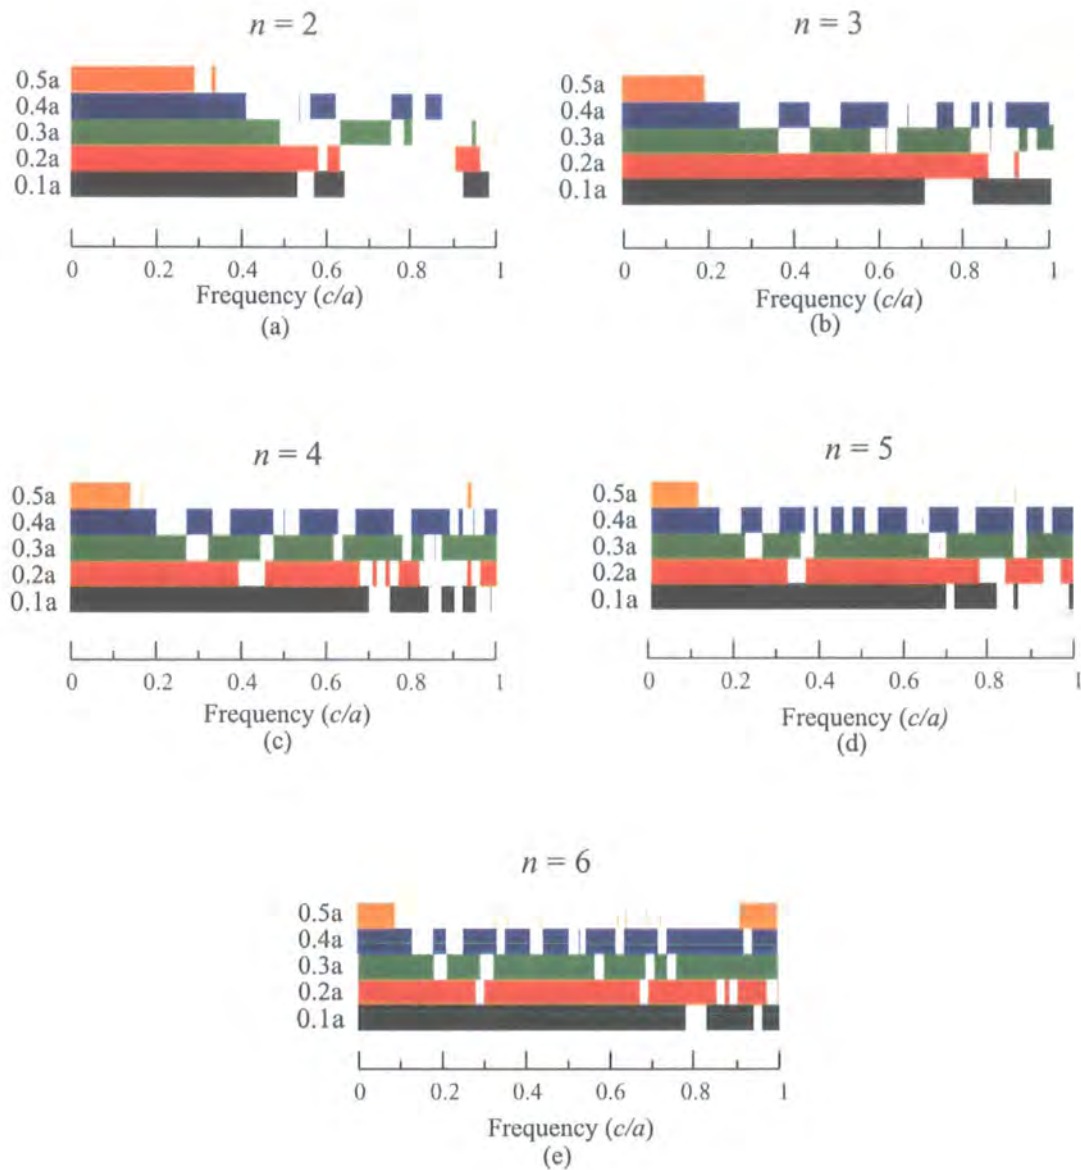 n = 2
0.5a
0.4a
0.3a
0.2a
0.1a
0 0.2 0.4 0.6 0.8 1
Frequency (c/a)
(a)
n = 3
0.5a
0.4a
0.3a
0.2a
0.1a
0 0.2 0.4 0.6 0.8 1
Frequency (c/a)
(b)
n = 4
0.5a
0.4a
0.3a
0.2a
0.1a
0 0.2 0.4 0.6 0.8 1
Frequency (c/a)
(c)
n = 5
0.5a
0.4a
0.3a
0.2a
0.1a
0 0.2 0.4 0.6 0.8 1
Frequency (c/a)
(d)
n = 6
0.5a
0.4a
0.3a
0.2a
0.1a
0 0.2 0.4 0.6 0.8 1
Frequency (c/a)
(e)